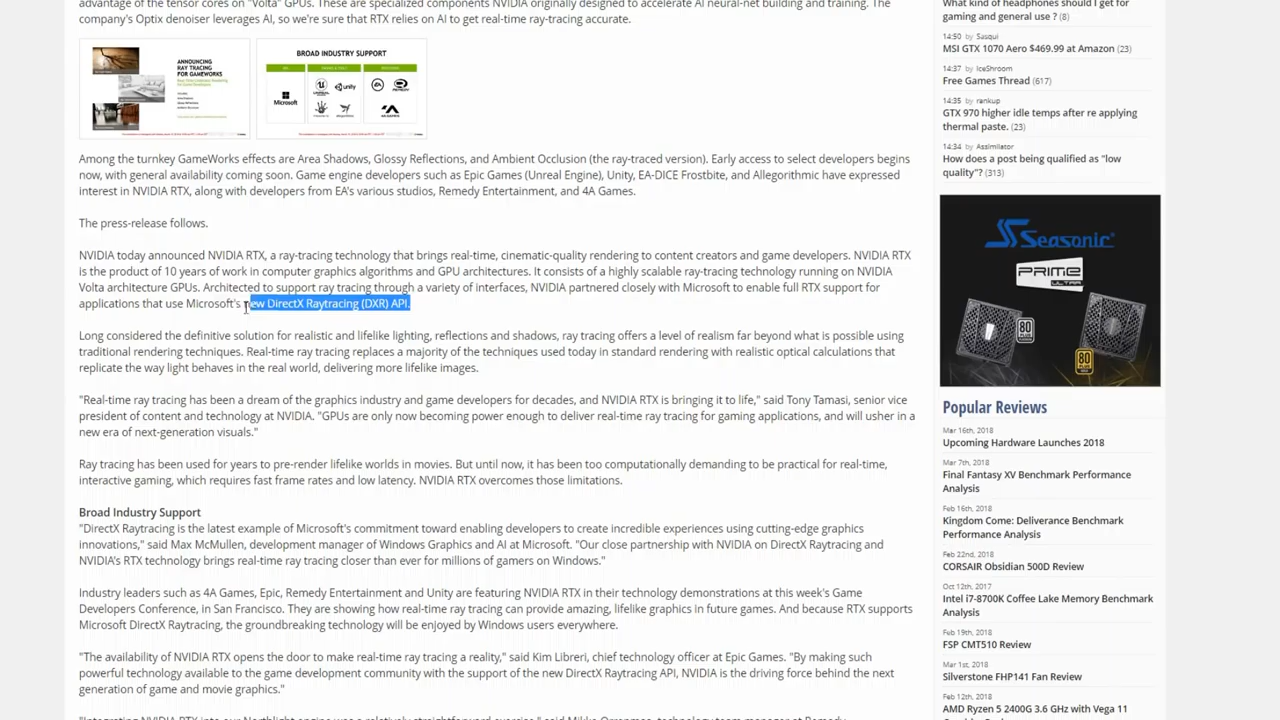 advantage of the tensor cores on "Volta" GPUs. These are specialized components NVIDIA originally designed to accelerate AI neural-net building and training. The
company's Optix denoiser leverages AI, so we're sure that RTX relies on AI to get real-time ray-tracing accurate.
ANNOUNCING
RAY TRACING
FOR GAMEWORKS
BROAD INDUSTRY SUPPORT
Microsoft
unity
EA
Among the turnkey GameWorks effects are Area Shadows, Glossy Reflections, and Ambient Occlusion (the ray-traced version). Early access to select developers begins
now, with general availability coming soon. Game engine developers such as Epic Games (Unreal Engine), Unity, EA-DICE Frostbite, and Allegorithmic have expressed
interest in NVIDIA RTX, along with developers from EA's various studios, Remedy Entertainment, and 4A Games.
The press-release follows.
NVIDIA today announced NVIDIA RTX, a ray-tracing technology that brings real-time, cinematic-quality rendering to content creators and game developers. NVIDIA RTX
is the product of 10 years of work in computer graphics algorithms and GPU architectures. It consists of a highly scalable ray-tracing technology running on NVIDIA
Volta architecture GPUs. Architected to support ray tracing through a variety of interfaces, NVIDIA partnered closely with Microsoft to enable full RTX support for
applications that use Microsoft's new DirectX Raytracing (DXR) API.
Long considered the definitive solution for realistic and lifelike lighting, reflections and shadows, ray tracing offers a level of realism far beyond what is possible using
traditional rendering techniques. Real-time ray tracing replaces a majority of the techniques used today in standard rendering with realistic optical calculations that
replicate the way light behaves in the real world, delivering more lifelike images.
"Real-time ray tracing has been a dream of the graphics industry and game developers for decades, and NVIDIA RTX is bringing it to life," said Tony Tamasi, senior vice
president of content and technology at NVIDIA. "GPUs are only now becoming power enough to deliver real-time ray tracing for gaming applications, and will usher in a
new era of next-generation visuals."
Ray tracing has been used for years to pre-render lifelike worlds in movies. But until now, it has been too computationally demanding to be practical for real-time,
interactive gaming, which requires fast frame rates and low latency. NVIDIA RTX overcomes those limitations.
Broad Industry Support
"DirectX Raytracing is the latest example of Microsoft's commitment toward enabling developers to create incredible experiences using cutting-edge graphics
innovations," said Max McMullen, development manager of Windows Graphics and AI at Microsoft. "Our close partnership with NVIDIA on DirectX Raytracing and
NVIDIA's RTX technology brings real-time ray tracing closer than ever for millions of gamers on Windows."
Industry leaders such as 4A Games, Epic, Remedy Entertainment and Unity are featuring NVIDIA RTX in their technology demonstrations at this week's Game
Developers Conference, in San Francisco. They are showing how real-time ray tracing can provide amazing, lifelike graphics in future games. And because RTX supports
Microsoft DirectX Raytracing, the groundbreaking technology will be enjoyed by Windows users everywhere.
"The availability of NVIDIA RTX opens the door to make real-time ray tracing a reality," said Kim Libreri, chief technology officer at Epic Games. "By making such
powerful technology available to the game development community with the support of the new DirectX Raytracing API, NVIDIA is the driving force behind the next
generation of game and movie graphics."
"Integrating NVIDIA RTX into our Northlight engine was a relatively straightforward exercise," said Mikko Orrenmaa, technology team manager at Remedy
What kind of headphones should I get for
gaming and general use ? (8)
14:50 by Sasqui
MSI GTX 1070 Aero $469.99 at Amazon (23)
14:37 by IceShroom
Free Games Thread (617)
14:35 by rankup
GTX 970 higher idle temps after re applying
thermal paste. (23)
14:34 by Assimilator
How does a post being qualified as "low
quality"? (313)
Seasonic
PRIME
ULTRA
80
80
Popular Reviews
Mar 16th, 2018
Upcoming Hardware Launches 2018
Mar 7th, 2018
Final Fantasy XV Benchmark Performance
Analysis
Feb 16th, 2018
Kingdom Come: Deliverance Benchmark
Performance Analysis
Feb 22nd, 2018
CORSAIR Obsidian 500D Review
Oct 12th, 2017
Intel i7-8700K Coffee Lake Memory Benchmark
Analysis
Feb 19th, 2018
FSP CMT510 Review
Mar 1st, 2018
Silverstone FHP141 Fan Review
Feb 12th, 2018
AMD Ryzen 5 2400G 3.6 GHz with Vega 11